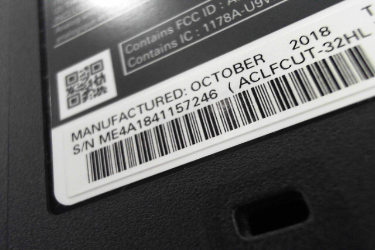 Contains FCC ID : A
Contains IC : 1178A-U9V
MANUFACTURED: OCTOBER 2018 T
S/N ME4A1841157246 ( ACLFCUT-32HL